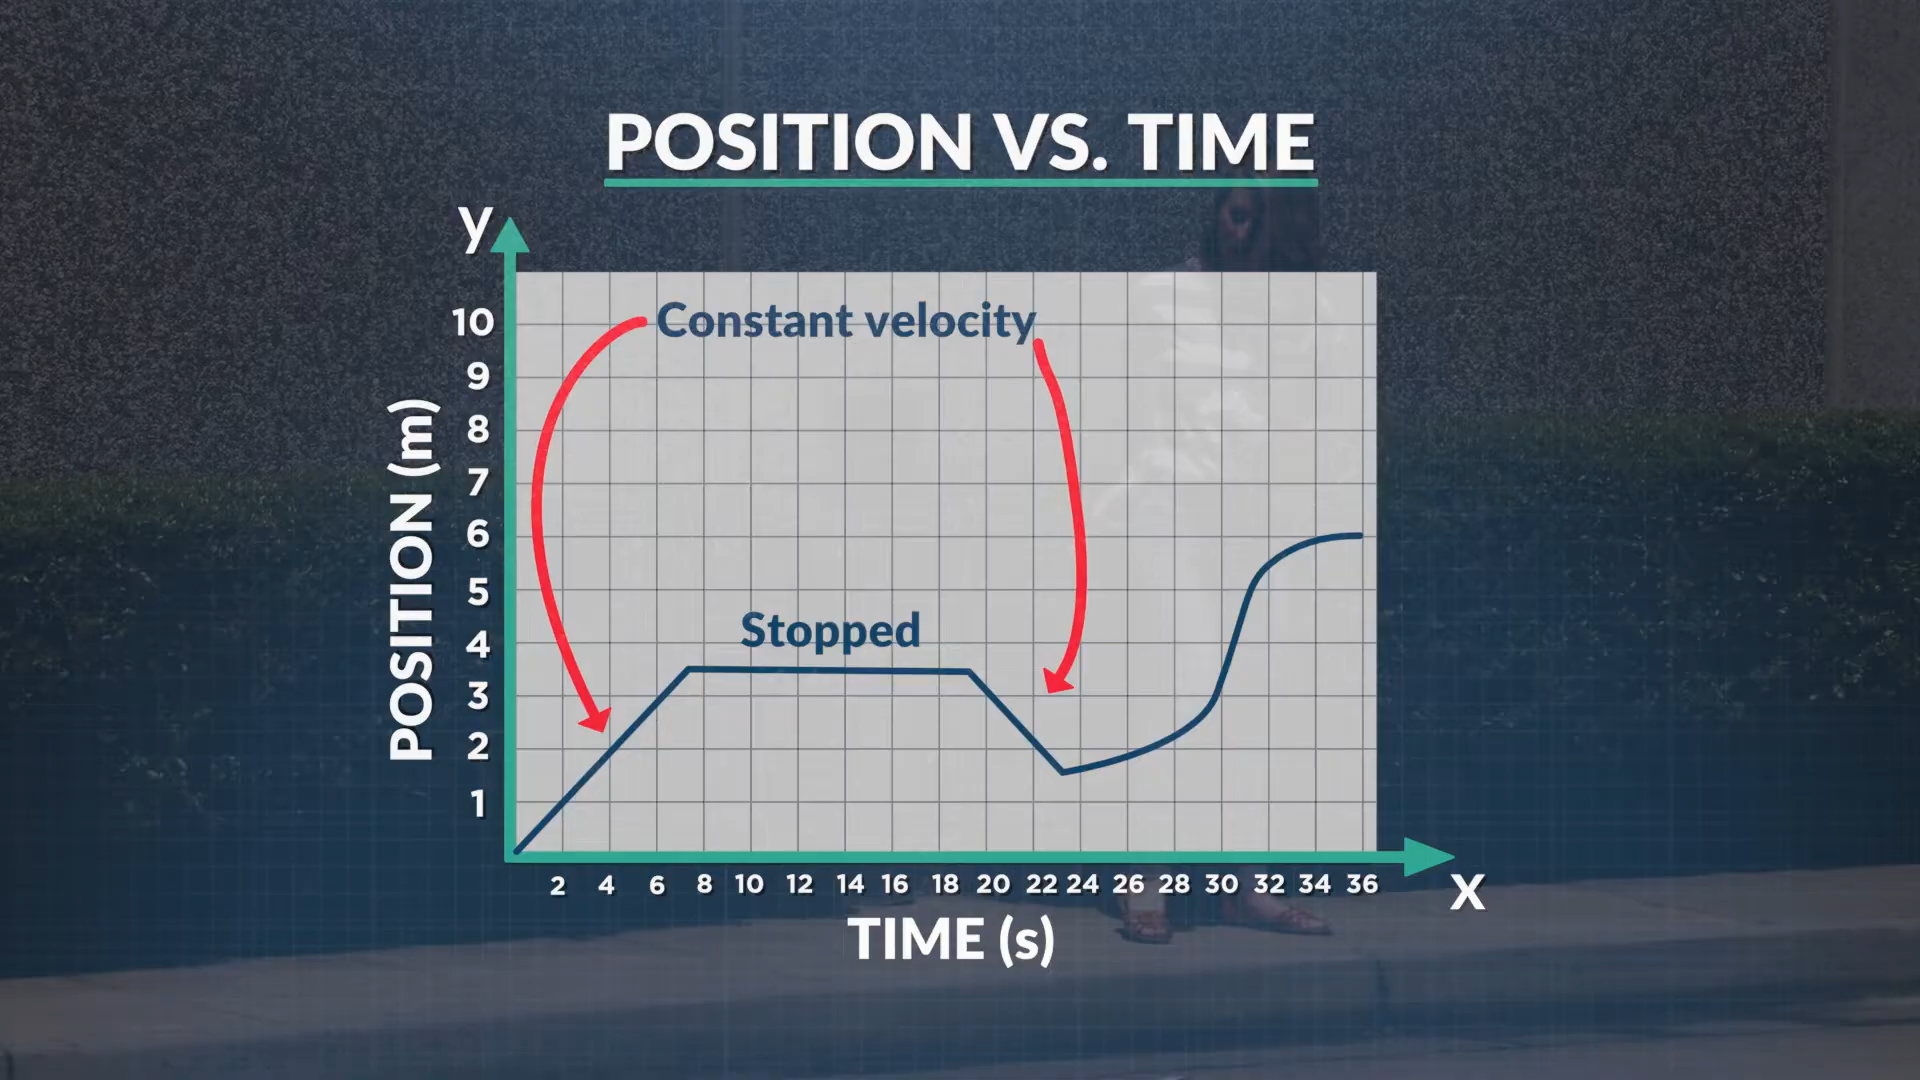 POSITION VS. TIME
y
Constant velocity
10
9
8
7
6
5
4
3
2
1
POSITION (m)
Stopped
2 4 6 8 10 12 14 16 18 20 22 24 26 28 30 32 34 36
x
TIME (s)